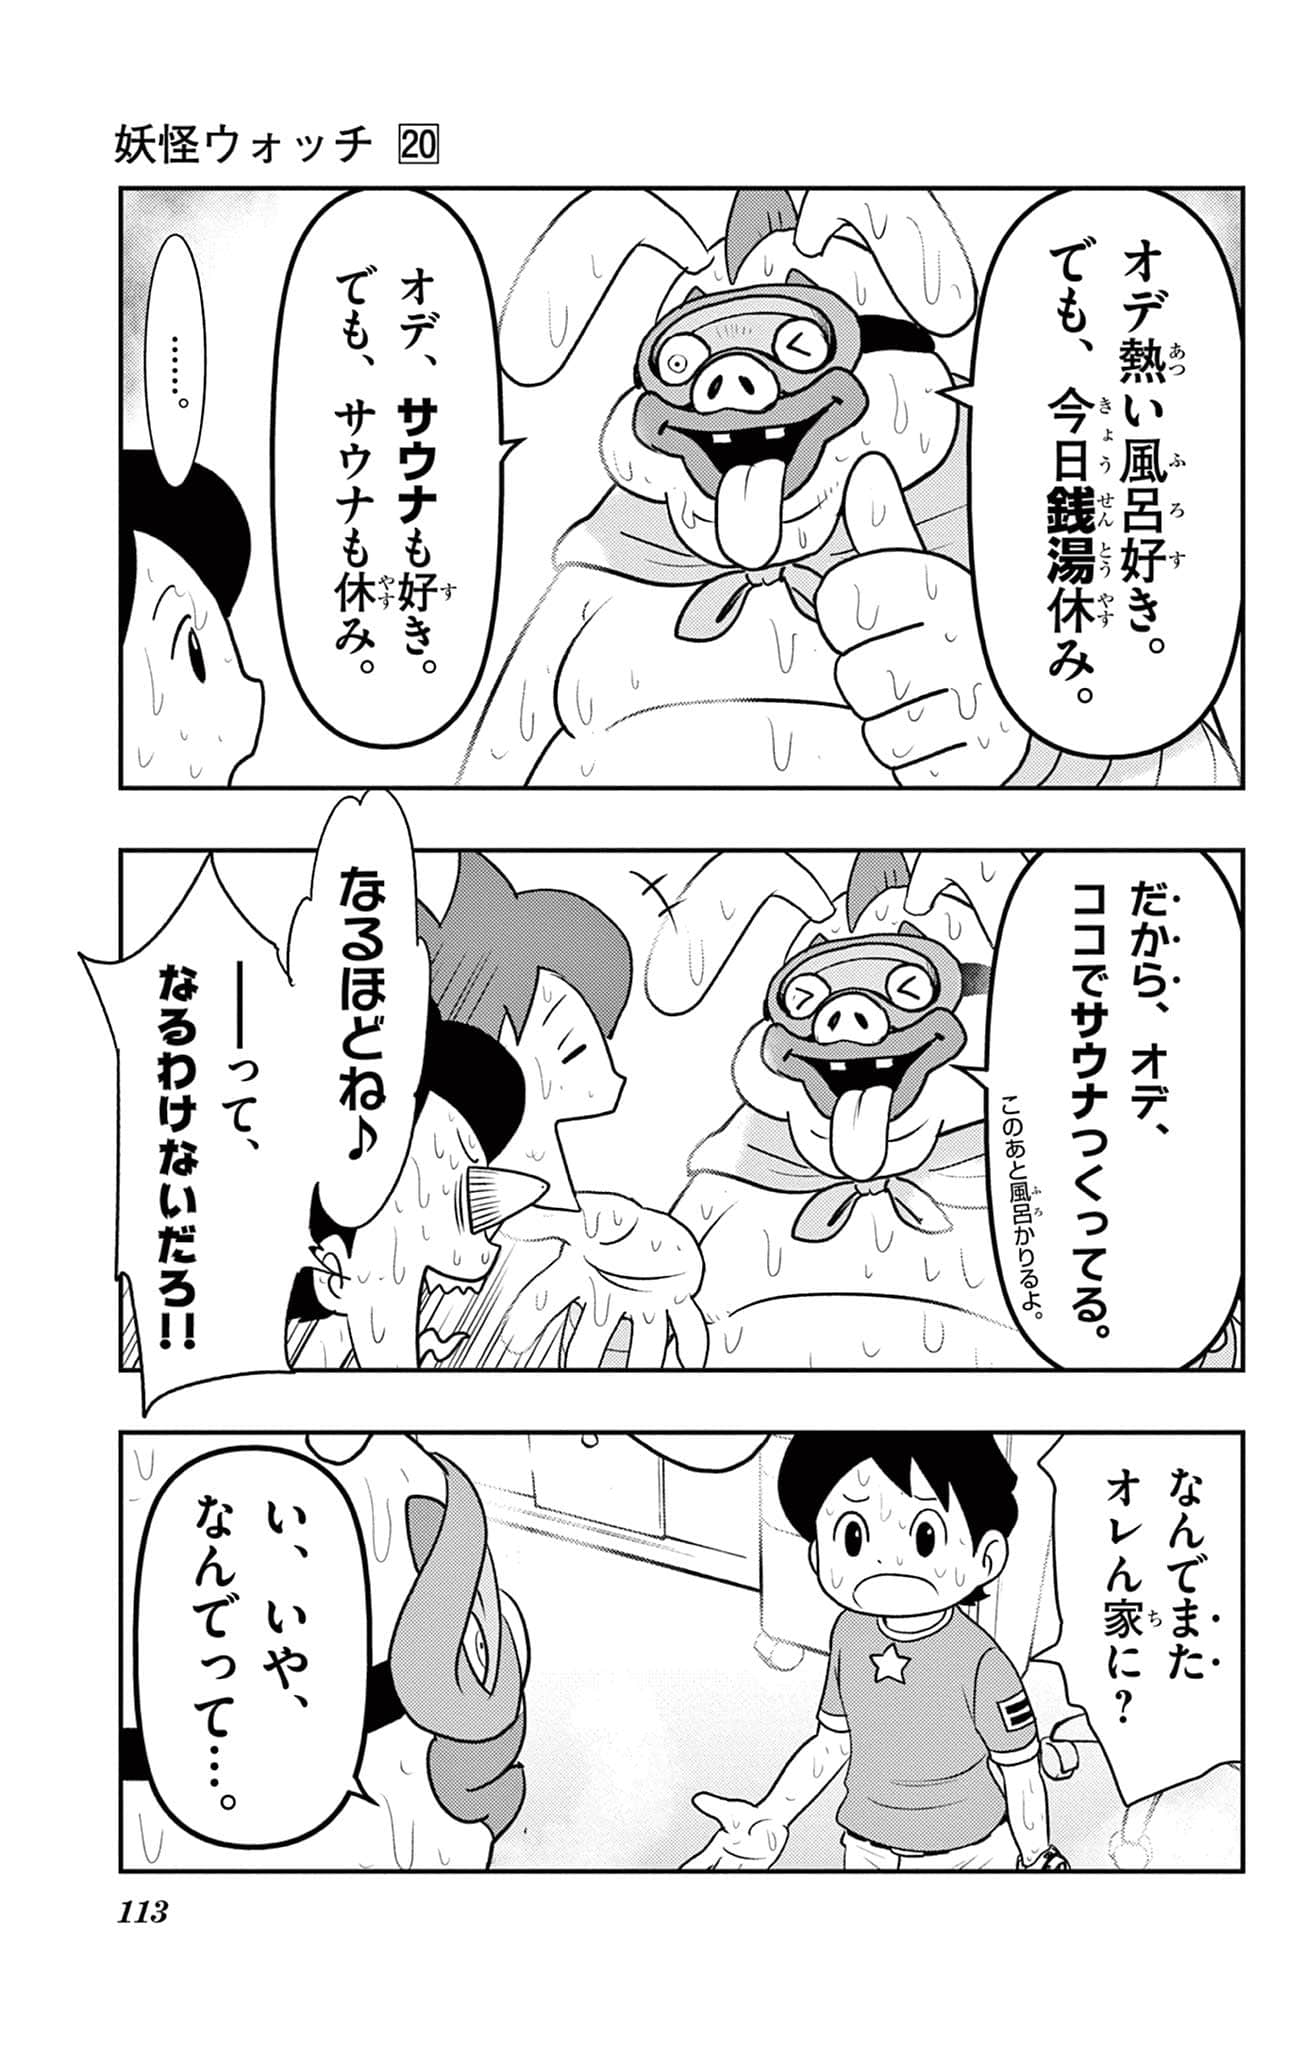 妖怪ウォッチ 20
オデ熱い風呂好き。
でも、今日銭湯休み。
オデ、サウナも好き。
でも、サウナも休み。
……。
だから、オデ、
ココでサウナつくってる。
このあと風呂かりるよ。
なるほどね♪
――って、
なるわけないだろ!!
なんでまた
オレん家に?
い、いや、
なんでって…。
113